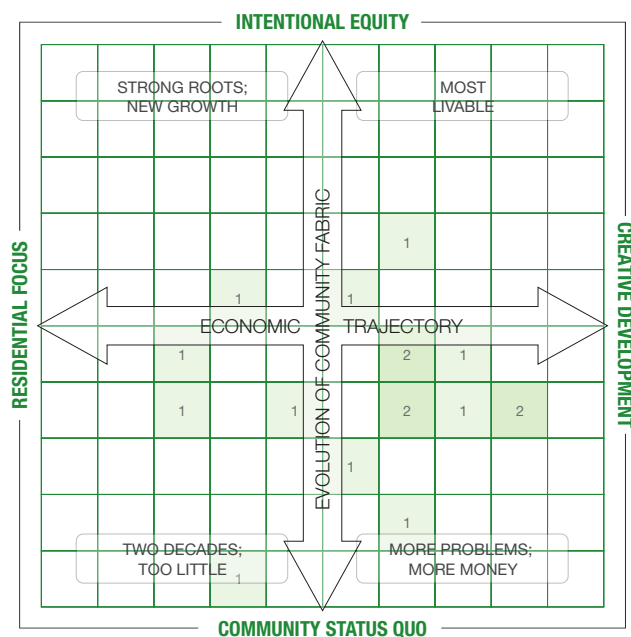 INTENTIONAL EQUITY
STRONG ROOTS;
NEW GROWTH
MOST
LIVABLE
RESIDENTIAL FOCUS
CREATIVE DEVELOPMENT
EVOLUTION OF COMMUNITY FABRIC
1
1
1
ECONOMIC TRAJECTORY
1
2
1
1
1
2
1
2
1
1
TWO DECADES;
TOO LITTLE
MORE PROBLEMS;
MORE MONEY
1
COMMUNITY STATUS QUO